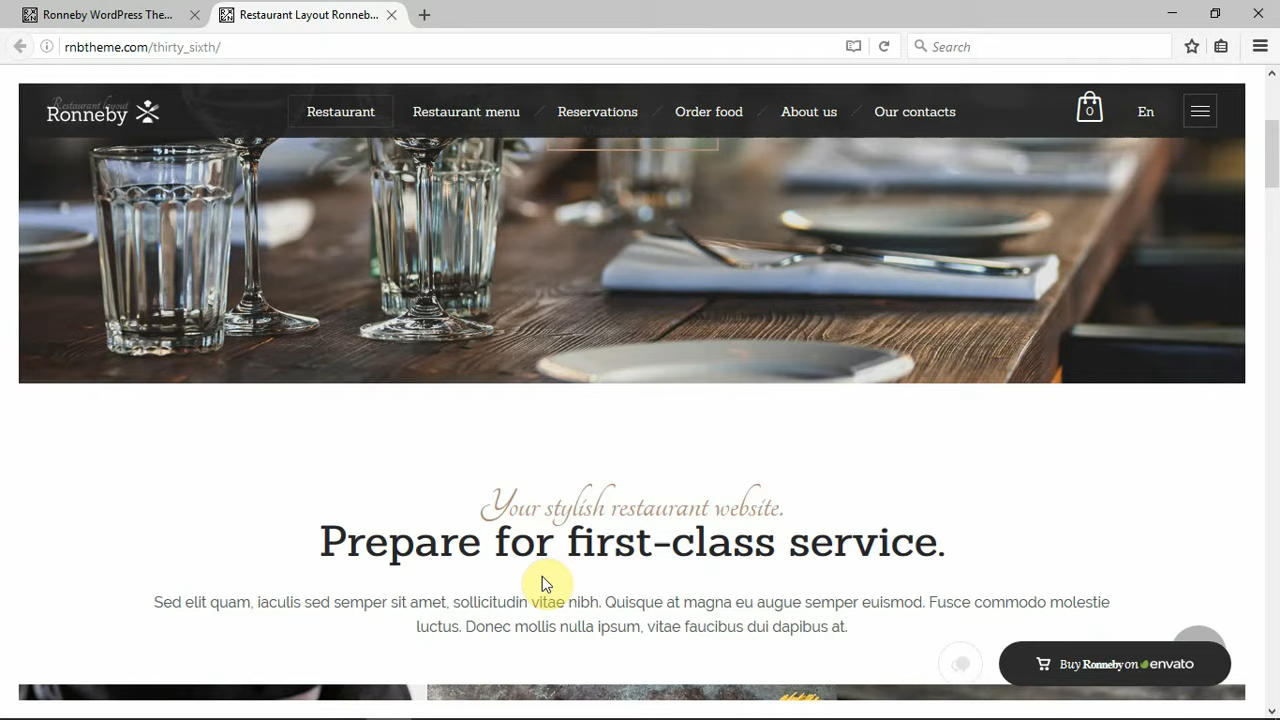 Ronneby WordPress The...
Restaurant Layout Ronneb...
rnbtheme.com/thirty_sixth/
Search
Restaurant layout
Ronneby
Restaurant
Restaurant menu
Reservations
Order food
About us
Our contacts
0
En
Your stylish restaurant website.
Prepare for first-class service.
Sed elit quam, iaculis sed semper sit amet, sollicitudin vitae nibh. Quisque at magna eu augue semper euismod. Fusce commodo molestie
luctus. Donec mollis nulla ipsum, vitae faucibus dui dapibus at.
Buy Ronneby on envato